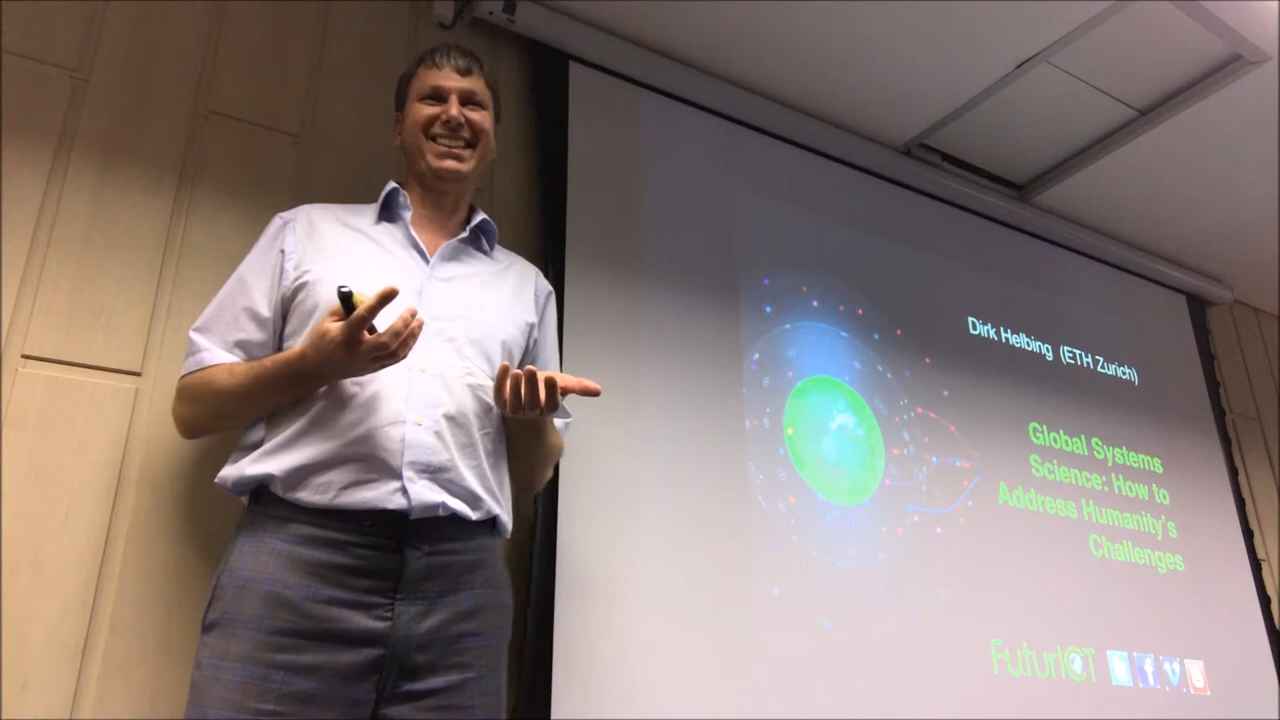 Dirk Helbing (ETH Zurich)
Global Systems
Science: How to
Address Humanity's
Challenges
FuturICT